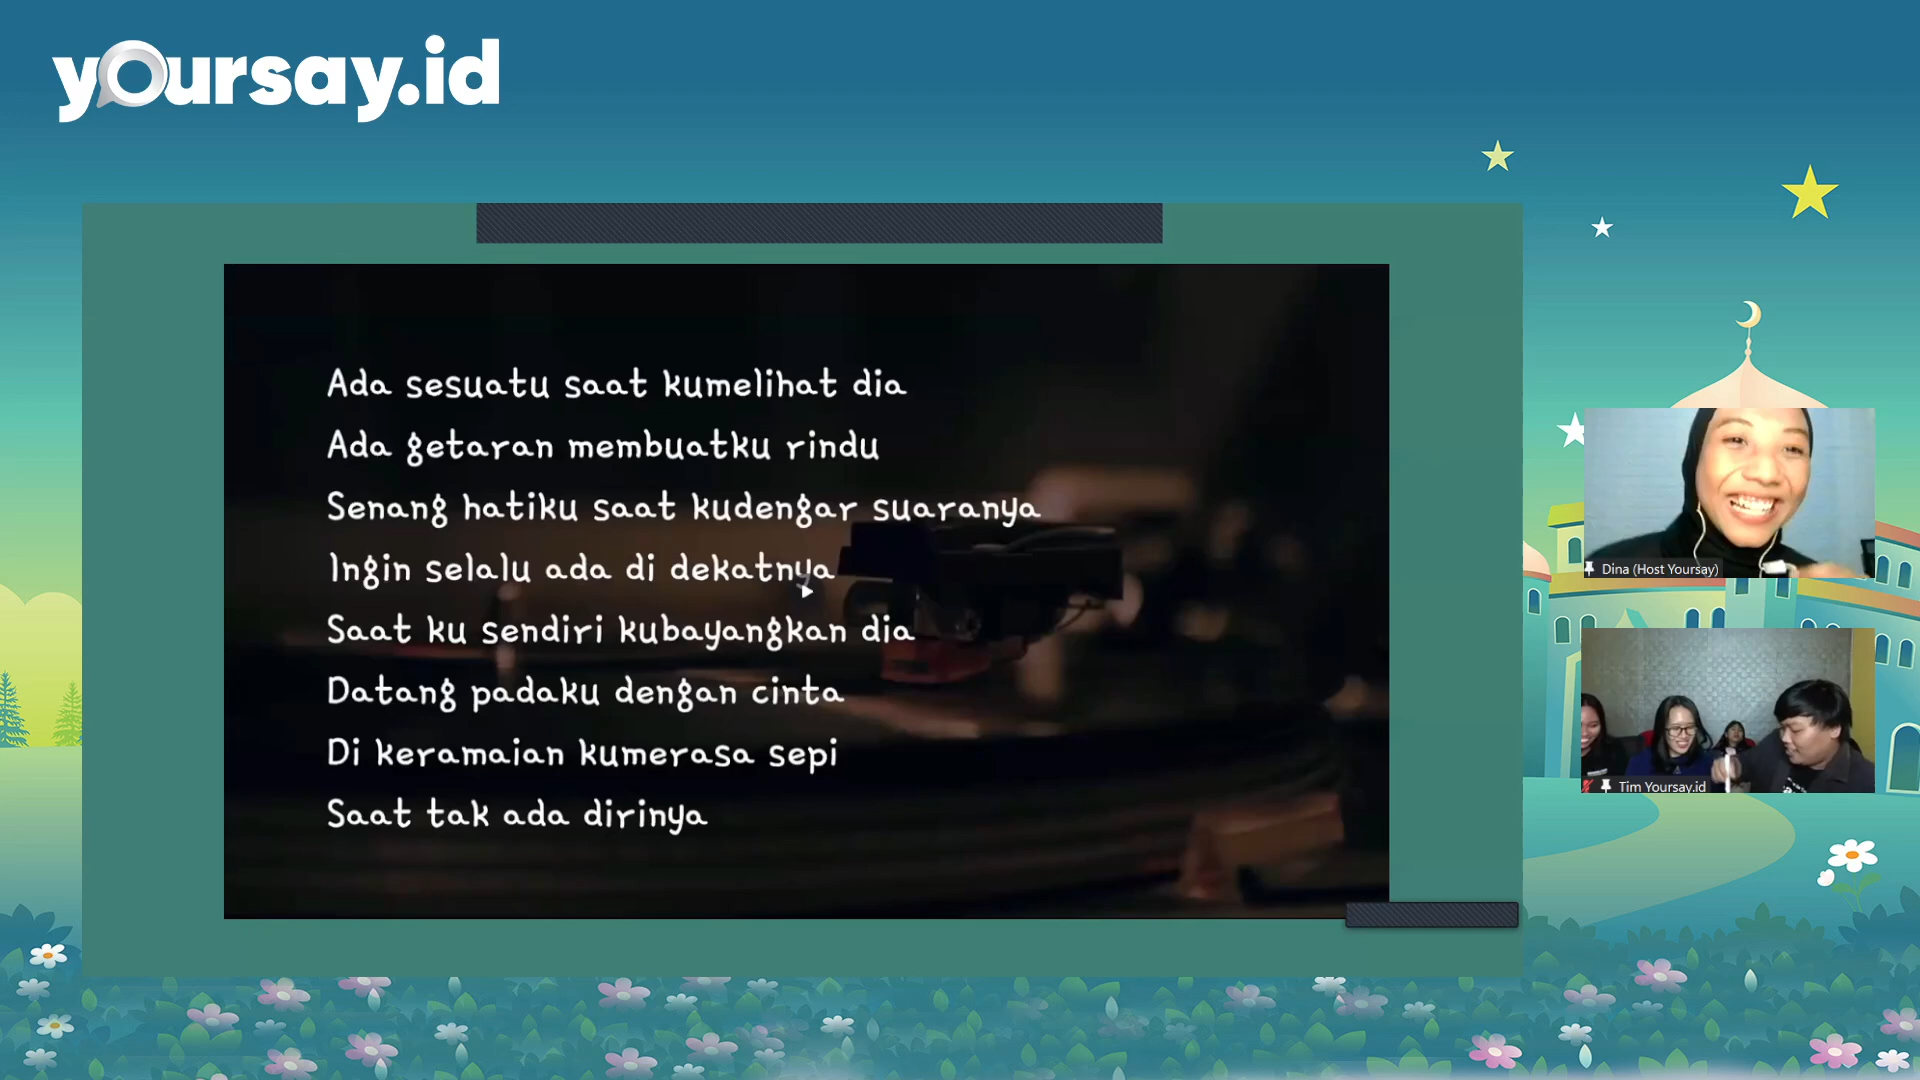 yoursay.id
Ada sesuatu saat kumelihat dia
Ada getaran membuatku rindu
Senang hatiku saat kudengar suaranya
Ingin selalu ada di dekatnya
Saat ku sendiri kubayangkan dia
Datang padaku dengan cinta
Di keramaian kumerasa sepi
Saat tak ada dirinya
Dina (Host Yoursay)
Tim Yoursay.id